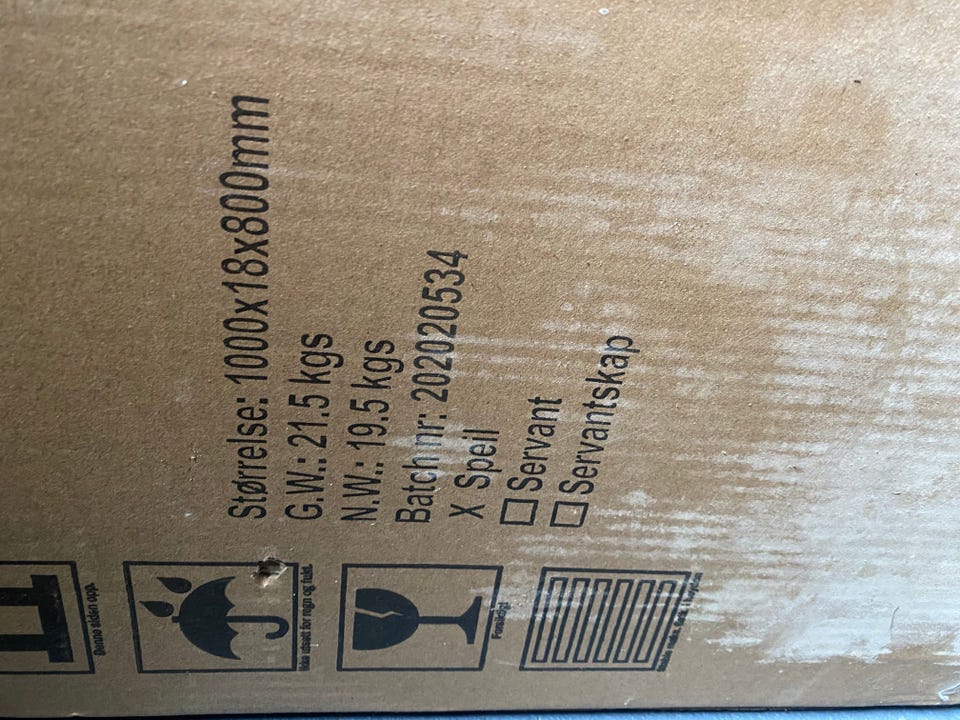 Størrelse: 1000x18x800mm
G.W.: 21.5 kgs
N.W.: 19.5 kgs
Batch nr: 202020534
X Speil
☐ Servant
☐ Servantskap
Denne siden opp.
Ikke utsett for regn og fukt.
Forsiktig!